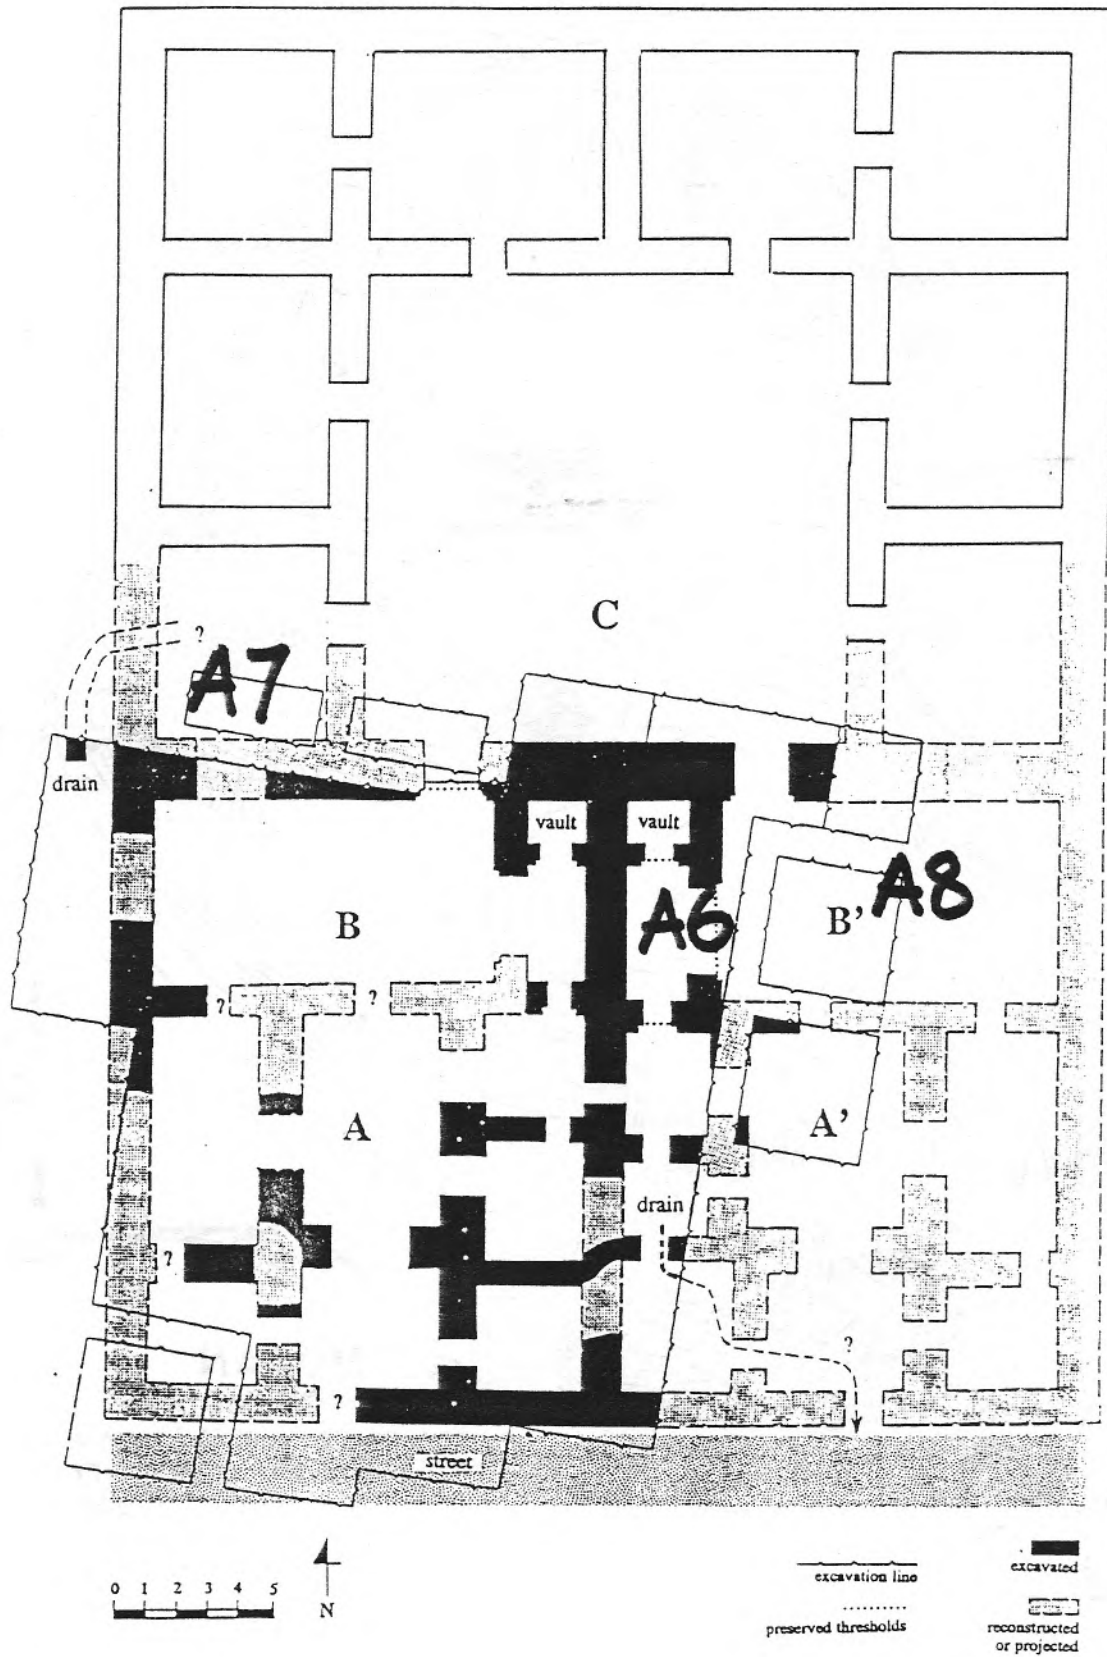 C
?
A7
drain
vault
vault
A6
A8
B
B'
?
?
A
A'
drain
?
?
?
street
0 1 2 3 4 5
N
excavation line
excavated
preserved thresholds
reconstructed
or projected